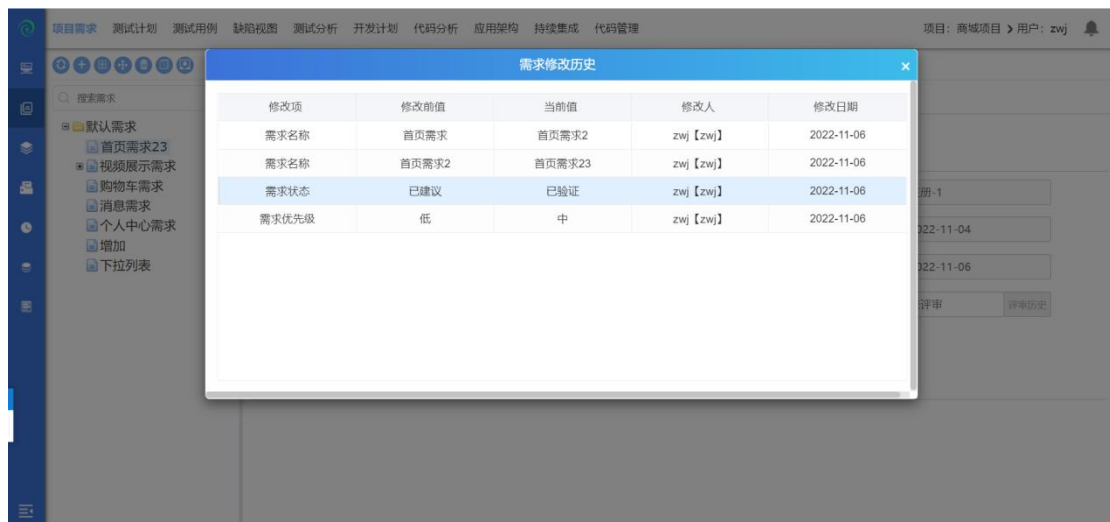 项目需求 测试计划 测试用例 缺陷视图 测试分析 开发计划 代码分析 应用架构 持续集成 代码管理 项目：商城项目 用户：zwj
需求修改历史 ×
搜索需求
默认需求
首页需求23
视频展示需求
购物车需求
消息需求
个人中心需求
增加
下拉列表
修改项 修改前值 当前值 修改人 修改日期
需求名称 首页需求 首页需求2 zwj【zwj】 2022-11-06
需求名称 首页需求2 首页需求23 zwj【zwj】 2022-11-06
需求状态 已建议 已验证 zwj【zwj】 2022-11-06
需求优先级 低 中 zwj【zwj】 2022-11-06
册-1
022-11-04
022-11-06
评审 评审历史